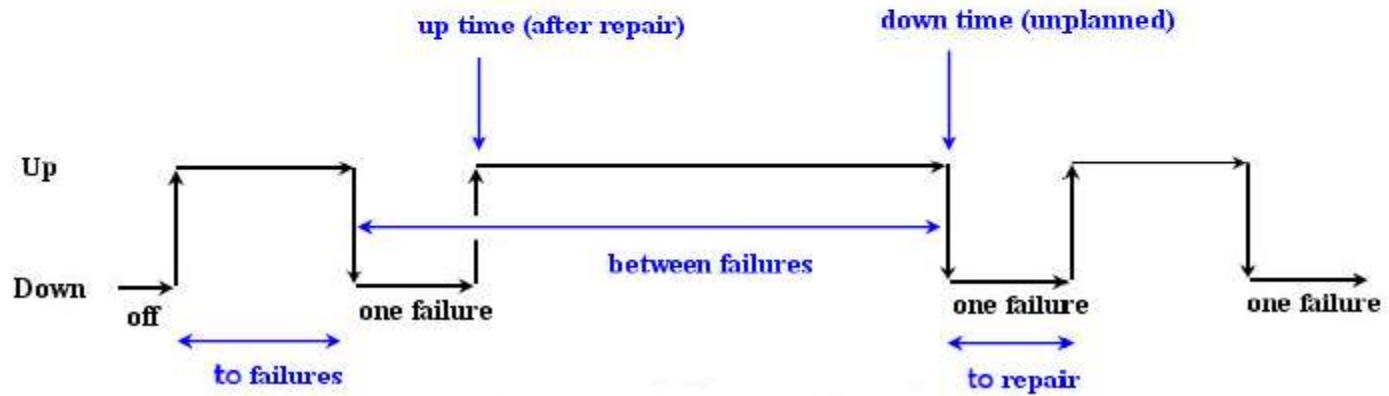 up time (after repair)
down time (unplanned)
Up
between failures
Down
off
one failure
one failure
one failure
to failures
to repair